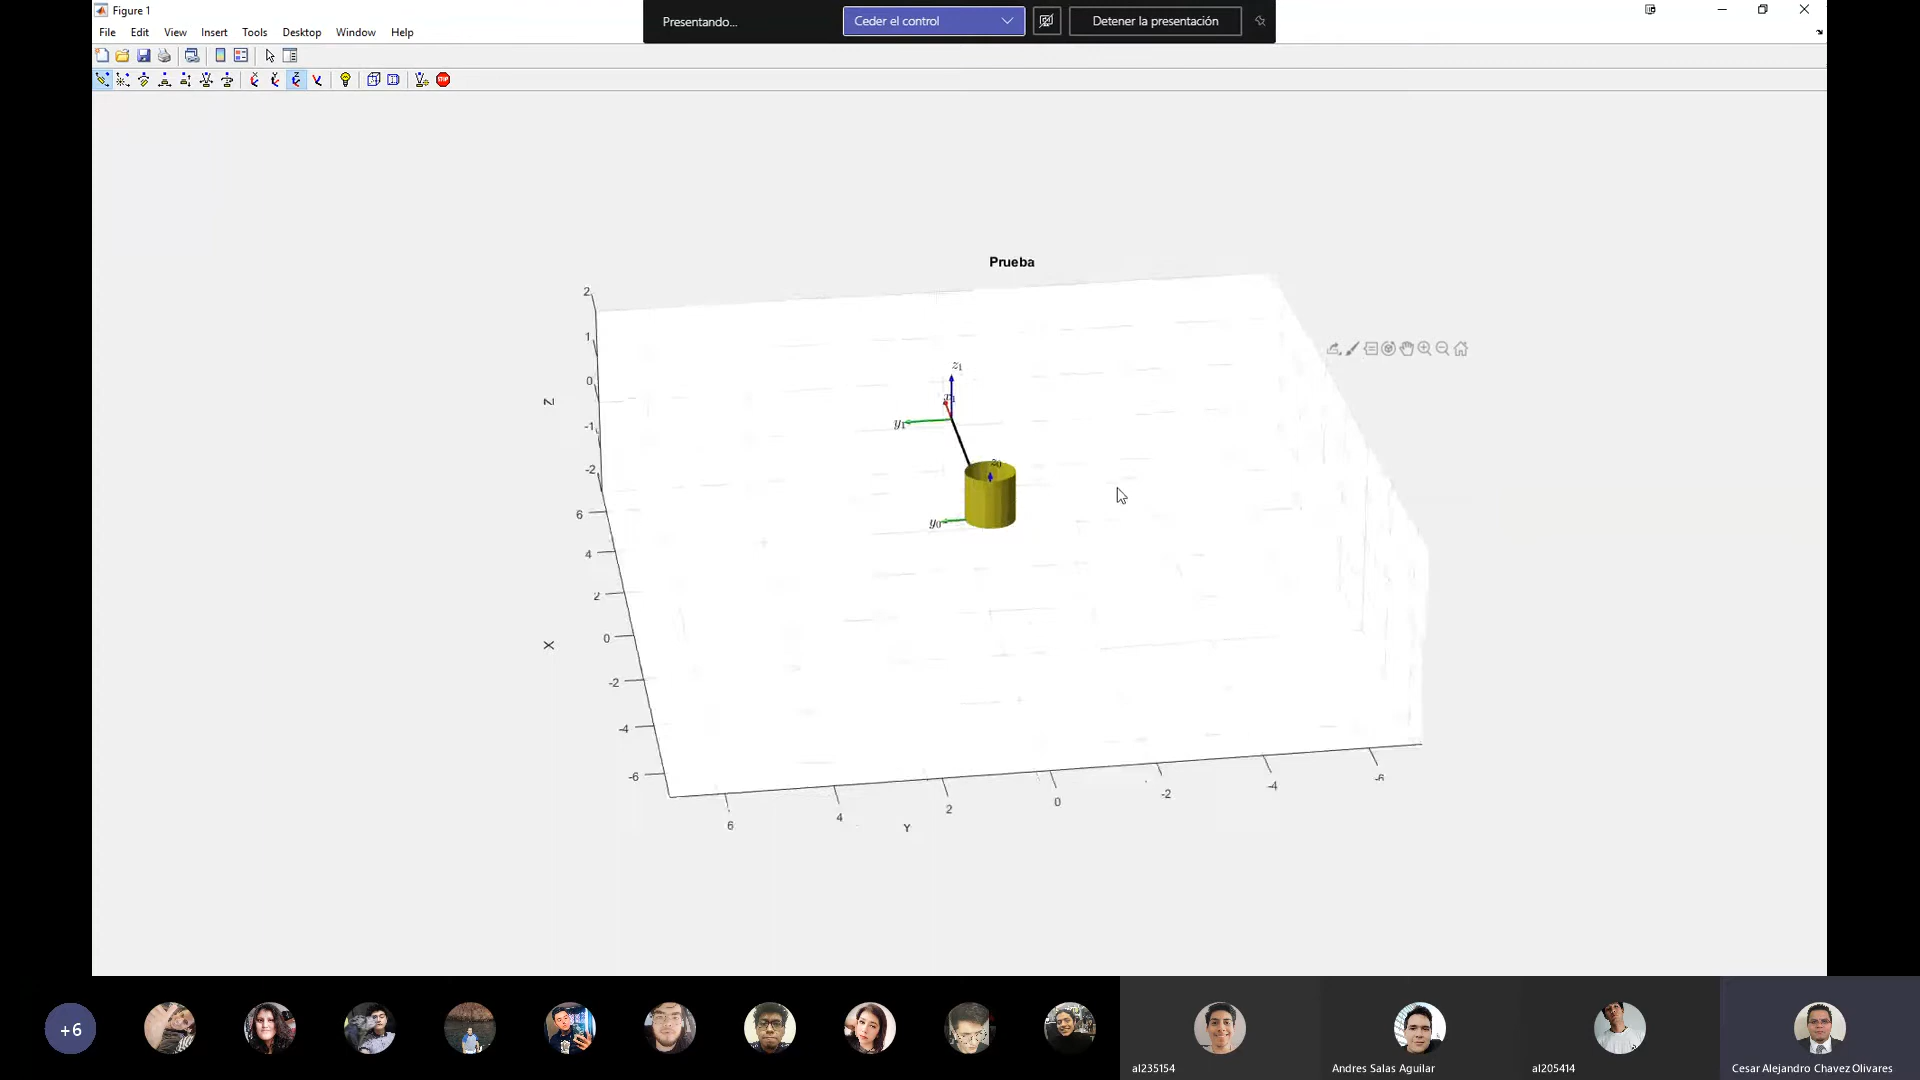 Figure 1
Presentando...
Ceder el control
Detener la presentación
File Edit View Insert Tools Desktop Window Help
STOP
Prueba
2
1
0
-1
-2
Z
6
4
2
0
-2
-4
-6
X
6
4
2
0
-2
-4
-6
Y
z1
x1
y1
z0
y0
+6
al235154
Andres Salas Aguilar
al205414
Cesar Alejandro Chavez Olivares